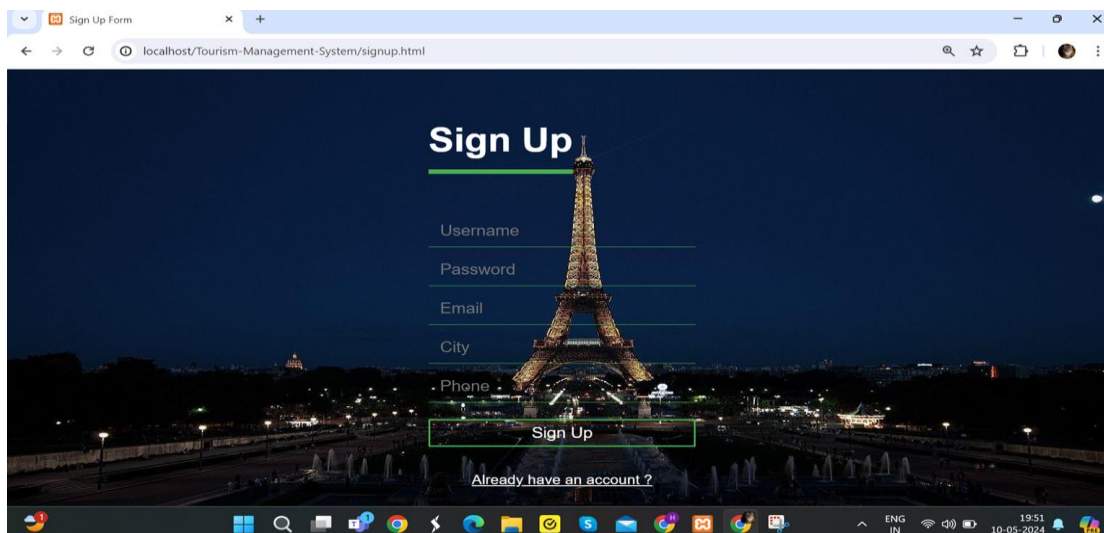 Sign Up Form
localhost/Tourism-Management-System/signup.html
Sign Up
Username
Password
Email
City
Phone
Sign Up
Already have an account ?
ENG
IN
19:51
10-05-2024